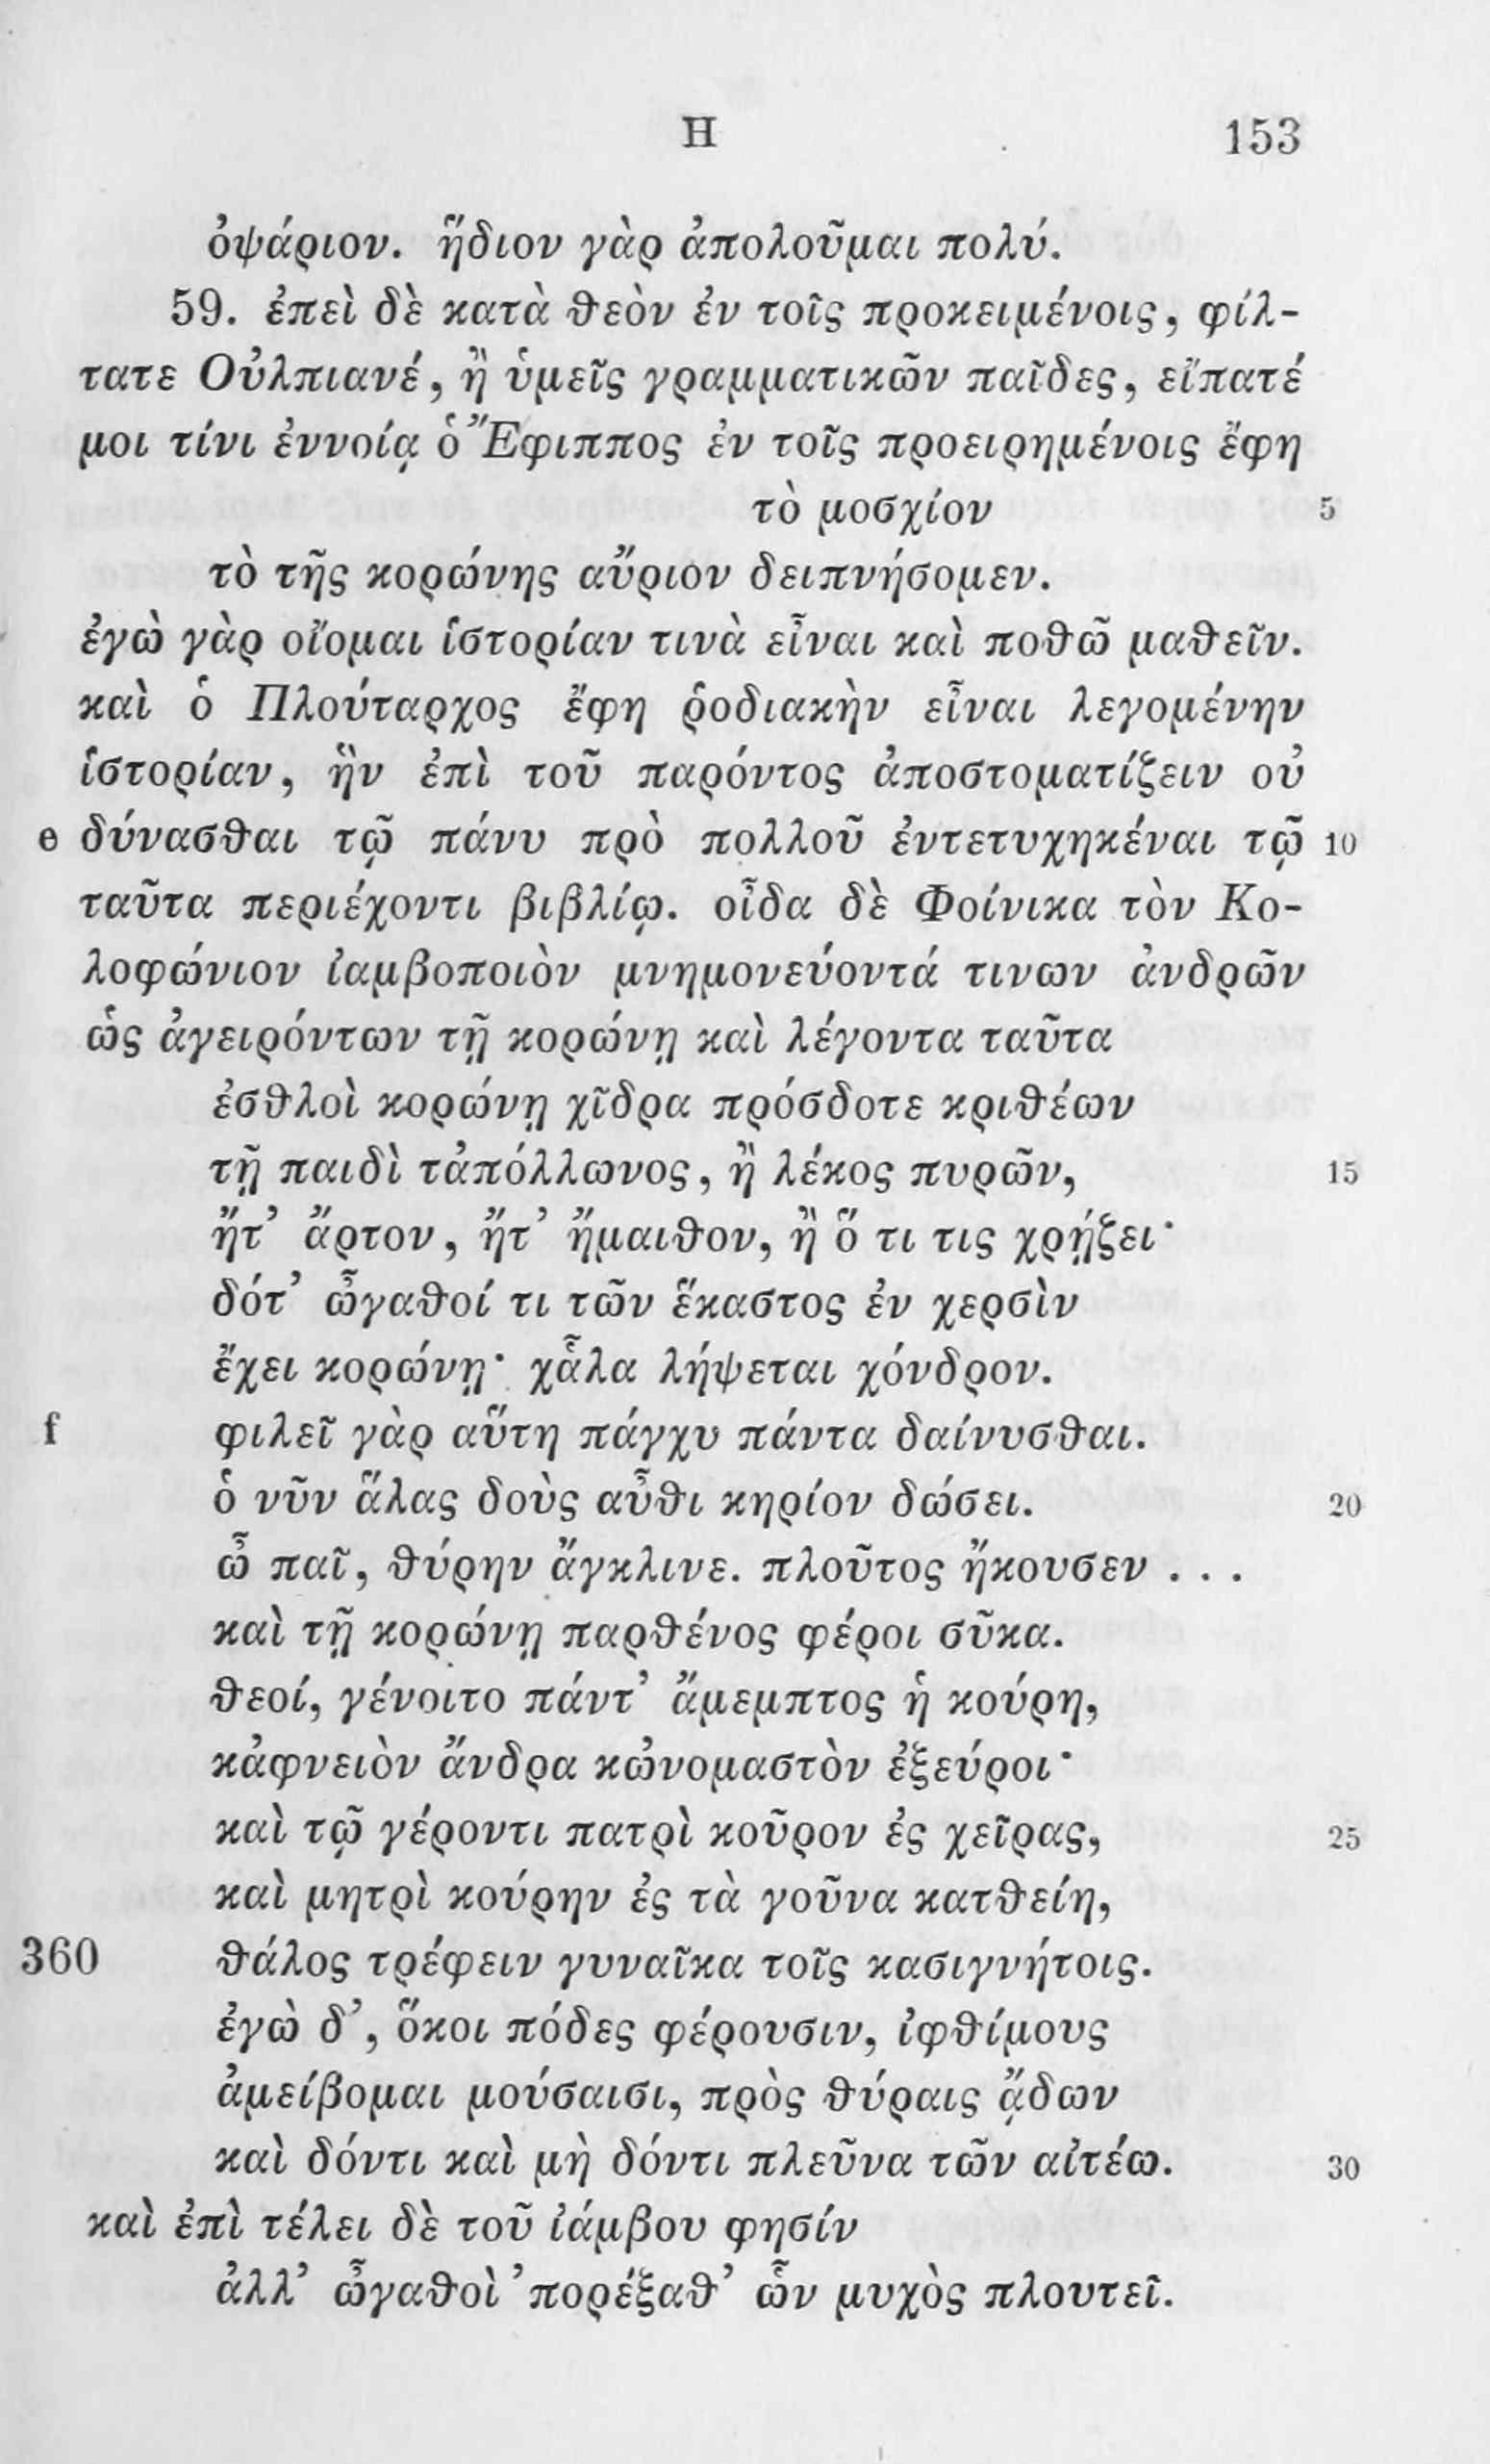 Η 153
ὀψάριον. ἥδιον γὰρ ἀπολοῦμαι πολύ.
59. ἐπεὶ δὲ κατὰ θεὸν ἐν τοῖς προκειμένοις, φίλ-
τατε Οὐλπιανέ, ἢ ὑμεῖς γραμματικῶν παῖδες, εἴπατέ
μοι τίνι ἐννοίᾳ ὁ Ἔφιππος ἐν τοῖς προειρημένοις ἔφη
τὸ μοσχίον 5
τὸ τῆς κορώνης αὔριον δειπνήσομεν.
ἐγὼ γὰρ οἴομαι ἱστορίαν τινὰ εἶναι καὶ ποθῶ μαθεῖν.
καὶ ὁ Πλούταρχος ἔφη ῥοδιακὴν εἶναι λεγομένην
ἱστορίαν, ἣν ἐπὶ τοῦ παρόντος ἀποστοματίζειν οὐ
e δύνασθαι τῷ πάνυ πρὸ πολλοῦ ἐντετυχηκέναι τῷ 10
ταῦτα περιέχοντι βιβλίῳ. οἶδα δὲ Φοίνικα τὸν Κο-
λοφώνιον ἰαμβοποιὸν μνημονεύοντά τινων ἀνδρῶν
ὡς ἀγειρόντων τῇ κορώνῃ καὶ λέγοντα ταῦτα
ἐσθλοὶ κορώνῃ χῖδρα πρόσδοτε κριθέων
τῇ παιδὶ τἀπόλλωνος, ἢ λέκος πυρῶν, 15
ἤτ’ ἄρτον, ἤτ’ ἤμαιθον, ἢ ὅ τι τις χρῄζει·
δότ’ ὦγαθοί τι τῶν ἕκαστος ἐν χερσὶν
ἔχει κορώνῃ· χἆλα λήψεται χόνδρον.
f φιλεῖ γὰρ αὕτη πάγχυ πάντα δαίνυσθαι.
ὁ νῦν ἅλας δοὺς αὖθι κηρίον δώσει. 20
ὦ παῖ, θύρην ἄγκλινε. πλοῦτος ἤκουσεν . . .
καὶ τῇ κορώνῃ παρθένος φέροι σῦκα.
θεοί, γένοιτο πάντ’ ἄμεμπτος ἡ κούρη,
κἀφνειὸν ἄνδρα κὠνομαστὸν ἐξεύροι·
καὶ τῷ γέροντι πατρὶ κοῦρον ἐς χεῖρας, 25
καὶ μητρὶ κούρην ἐς τὰ γοῦνα κατθείη,
360 θάλος τρέφειν γυναῖκα τοῖς κασιγνήτοις.
ἐγὼ δ’, ὅκοι πόδες φέρουσιν, ἰφθίμους
ἀμείβομαι μούσαισι, πρὸς θύραις ᾄδων
καὶ δόντι καὶ μὴ δόντι πλεῦνα τῶν αἰτέω. 30
καὶ ἐπὶ τέλει δὲ τοῦ ἰάμβου φησίν
ἀλλ’ ὦγαθοὶ ’πορέξαθ’ ὧν μυχὸς πλουτεῖ.